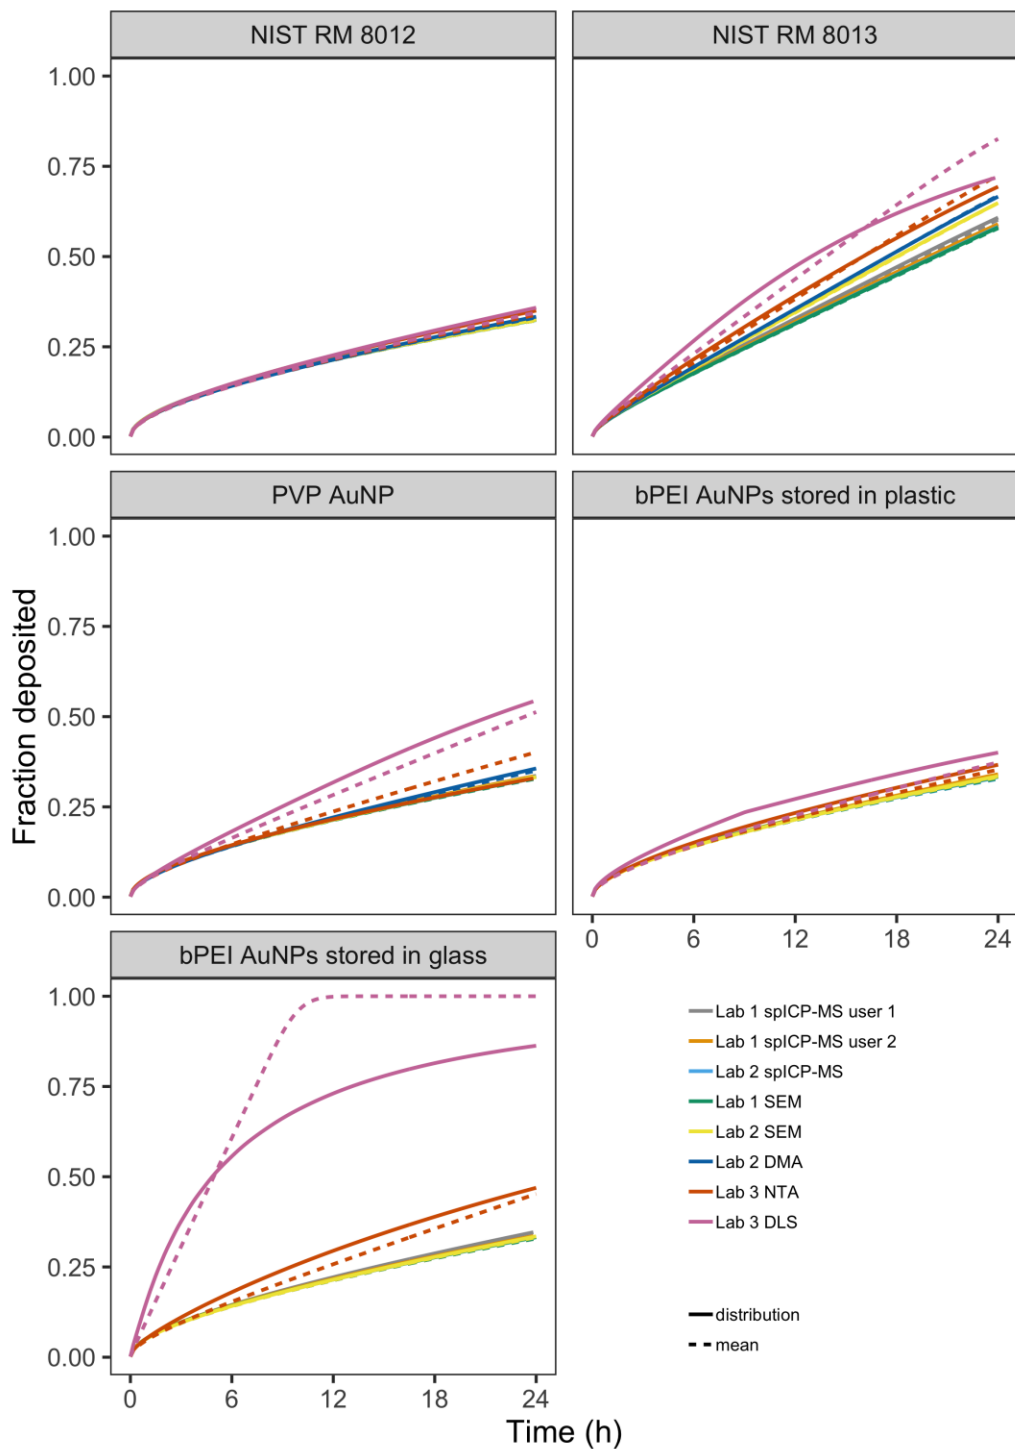 NIST RM 8012
NIST RM 8013
1.00
0.75
0.50
0.25
0.00
PVP AuNP
bPEI AuNPs stored in plastic
1.00
0.75
0.50
0.25
0.00
0 6 12 18 24
Fraction deposited
bPEI AuNPs stored in glass
1.00
0.75
0.50
0.25
0.00
0 6 12 18 24
Time (h)
Lab 1 spICP-MS user 1
Lab 1 spICP-MS user 2
Lab 2 spICP-MS
Lab 1 SEM
Lab 2 SEM
Lab 2 DMA
Lab 3 NTA
Lab 3 DLS
distribution
mean